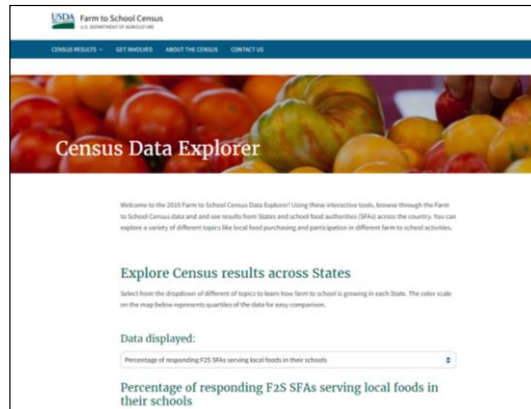 USDA Farm to School Census
U.S. DEPARTMENT OF AGRICULTURE
CENSUS RESULTS GET INVOLVED ABOUT THE CENSUS CONTACT US
Census Data Explorer
Welcome to the 2019 Farm to School Census Data Explorer! Using these interactive tools, browse through the Farm
to School Census data and and see results from States and school food authorities (SFAs) across the country. You can
explore a variety of different topics like local food purchasing and participation in different farm to school activities.
Explore Census results across States
Select from the dropdown of different of topics to learn how farm to school is growing in each State. The color scale
on the map below represents quartiles of the data for easy comparison.
Data displayed:
Percentage of responding F2S SFAs serving local foods in their schools
Percentage of responding F2S SFAs serving local foods in
their schools